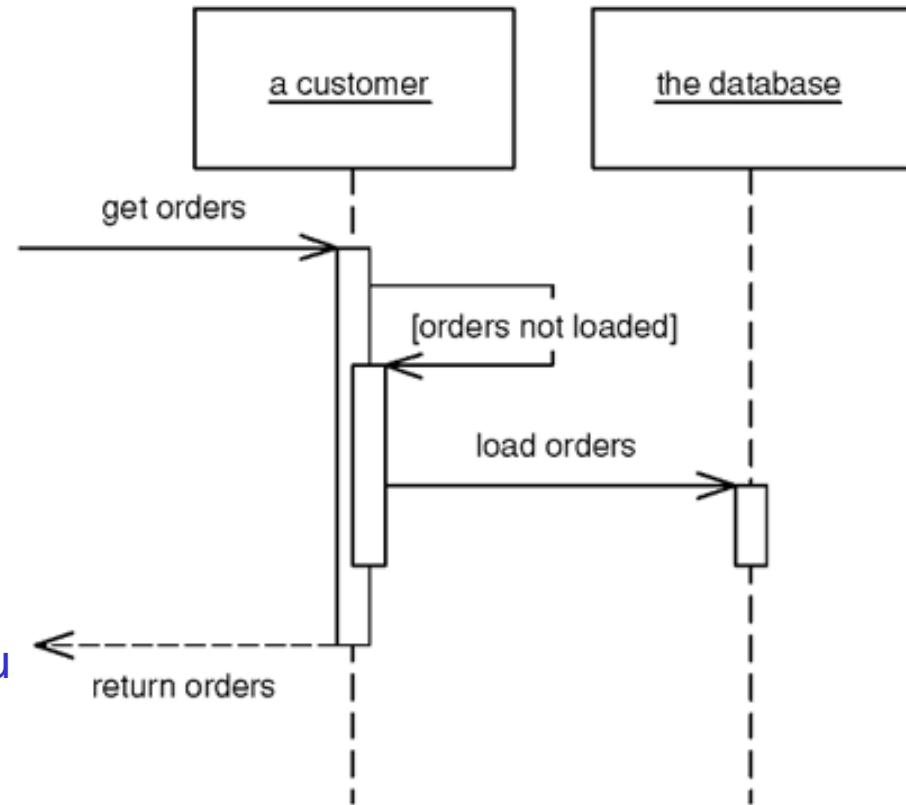 a customer
the database
get orders
[orders not loaded]
load orders
u
return orders